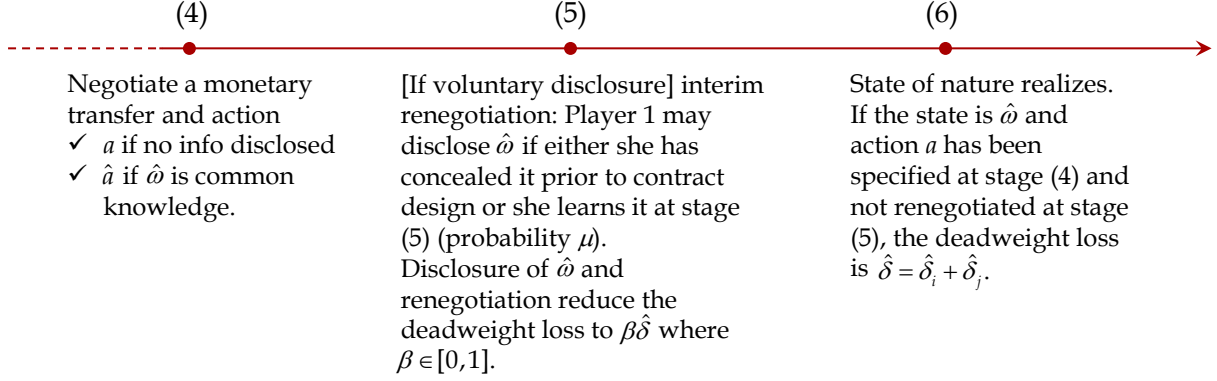 (4)
(5)
(6)
Negotiate a monetary
transfer and action
✓ a if no info disclosed
✓ â if ω̂ is common
knowledge.
[If voluntary disclosure] interim
renegotiation: Player 1 may
disclose ω̂ if either she has
concealed it prior to contract
design or she learns it at stage
(5) (probability μ).
Disclosure of ω̂ and
renegotiation reduce the
deadweight loss to βδ̂ where
β ∈ [0,1].
State of nature realizes.
If the state is ω̂ and
action a has been
specified at stage (4) and
not renegotiated at stage
(5), the deadweight loss
is δ̂ = δ̂ᵢ + δ̂ⱼ.